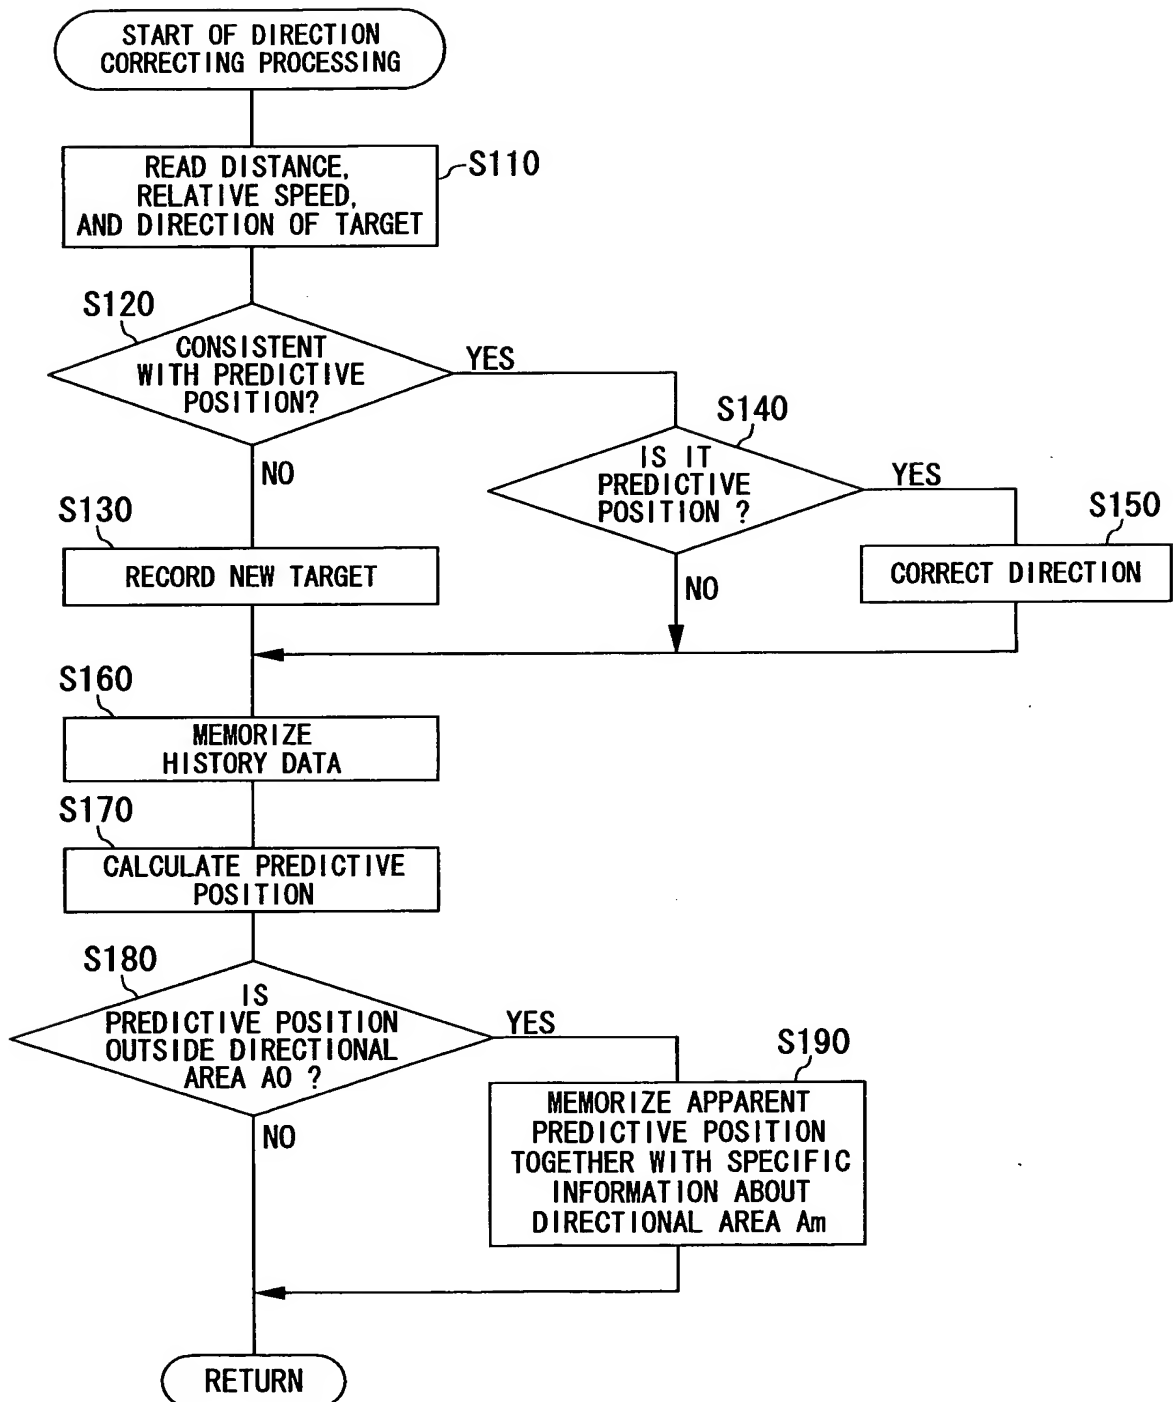 START OF DIRECTION
CORRECTING PROCESSING
READ DISTANCE,
RELATIVE SPEED,
AND DIRECTION OF TARGET
S110
S120
CONSISTENT
WITH PREDICTIVE
POSITION?
YES
NO
S140
IS IT
PREDICTIVE
POSITION ?
YES
NO
S130
RECORD NEW TARGET
S150
CORRECT DIRECTION
S160
MEMORIZE
HISTORY DATA
S170
CALCULATE PREDICTIVE
POSITION
S180
IS
PREDICTIVE POSITION
OUTSIDE DIRECTIONAL
AREA A0 ?
YES
NO
S190
MEMORIZE APPARENT
PREDICTIVE POSITION
TOGETHER WITH SPECIFIC
INFORMATION ABOUT
DIRECTIONAL AREA Am
RETURN